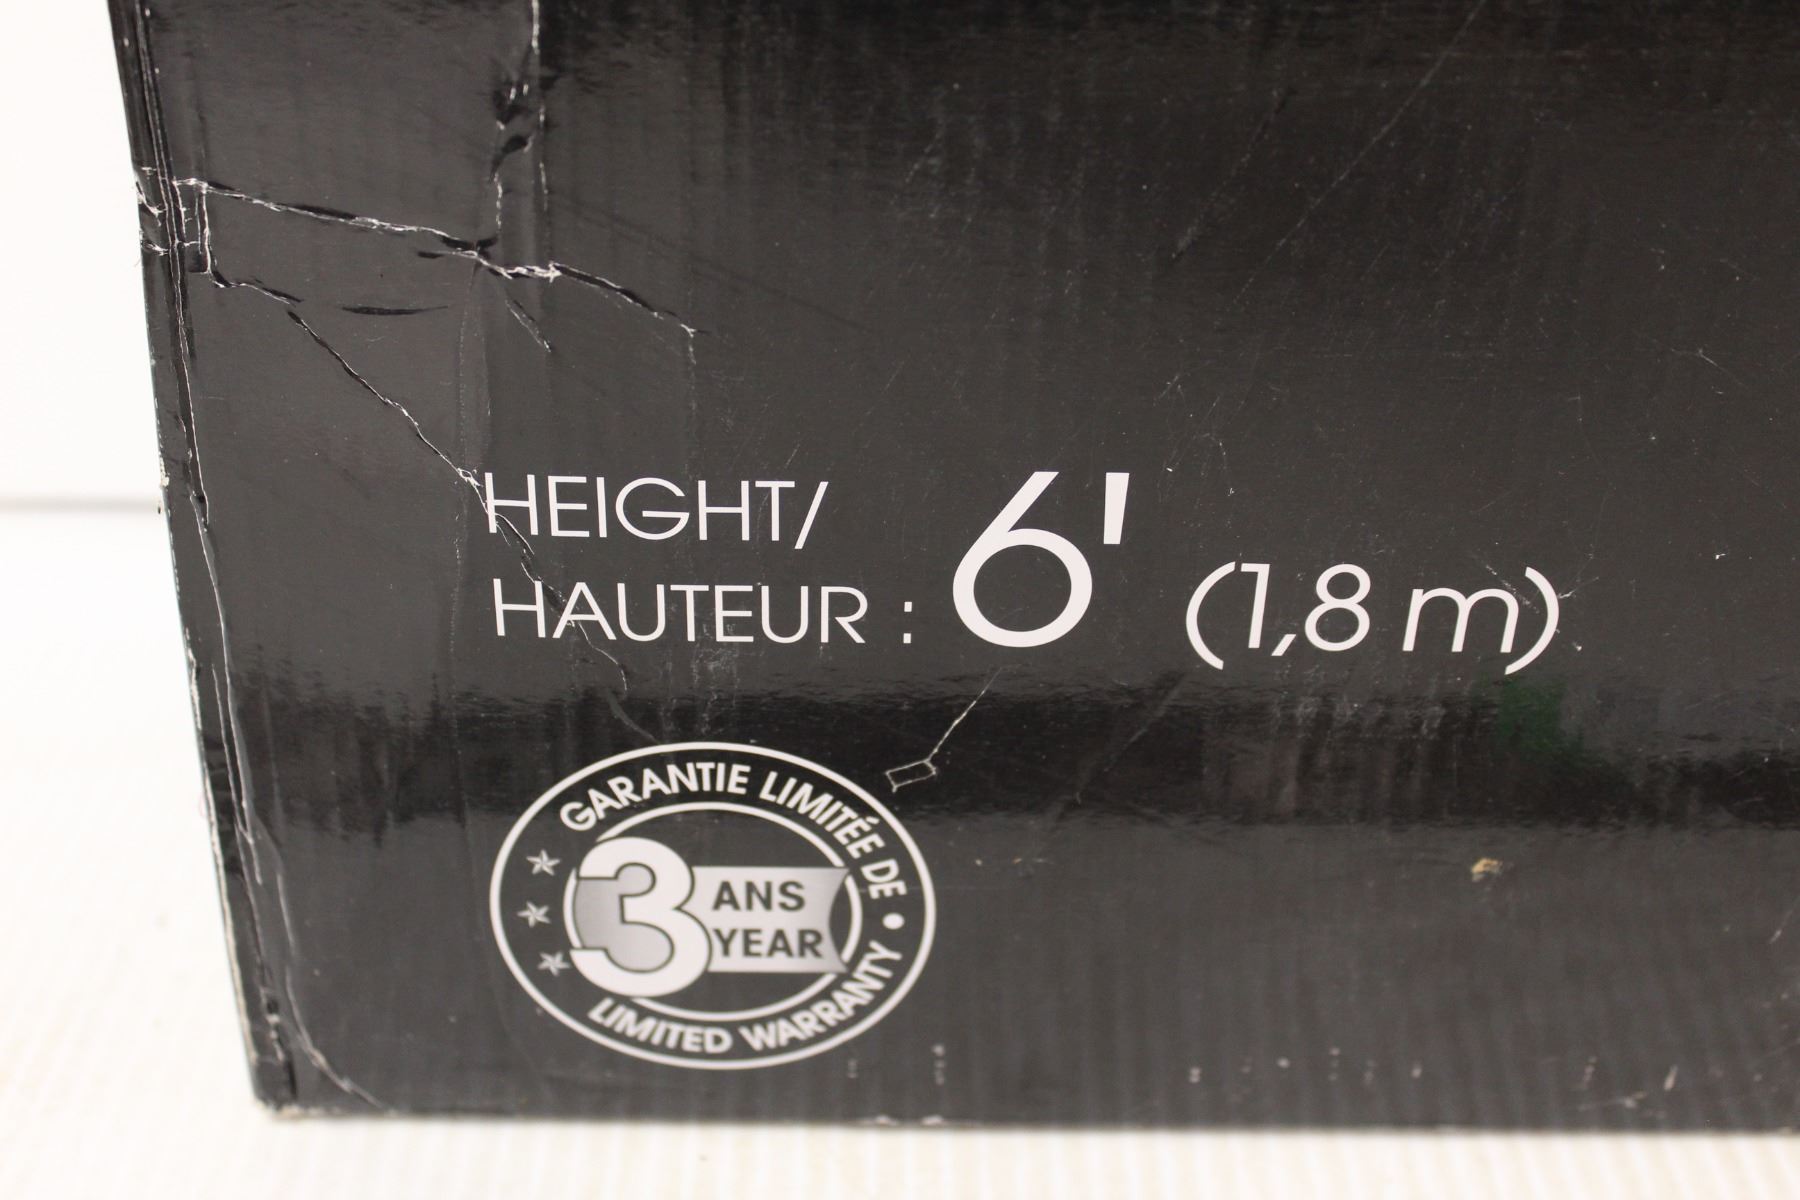 HEIGHT/
HAUTEUR : 6' (1,8 m)
GARANTIE LIMITÉE DE •
3 ANS
YEAR
LIMITED WARRANTY